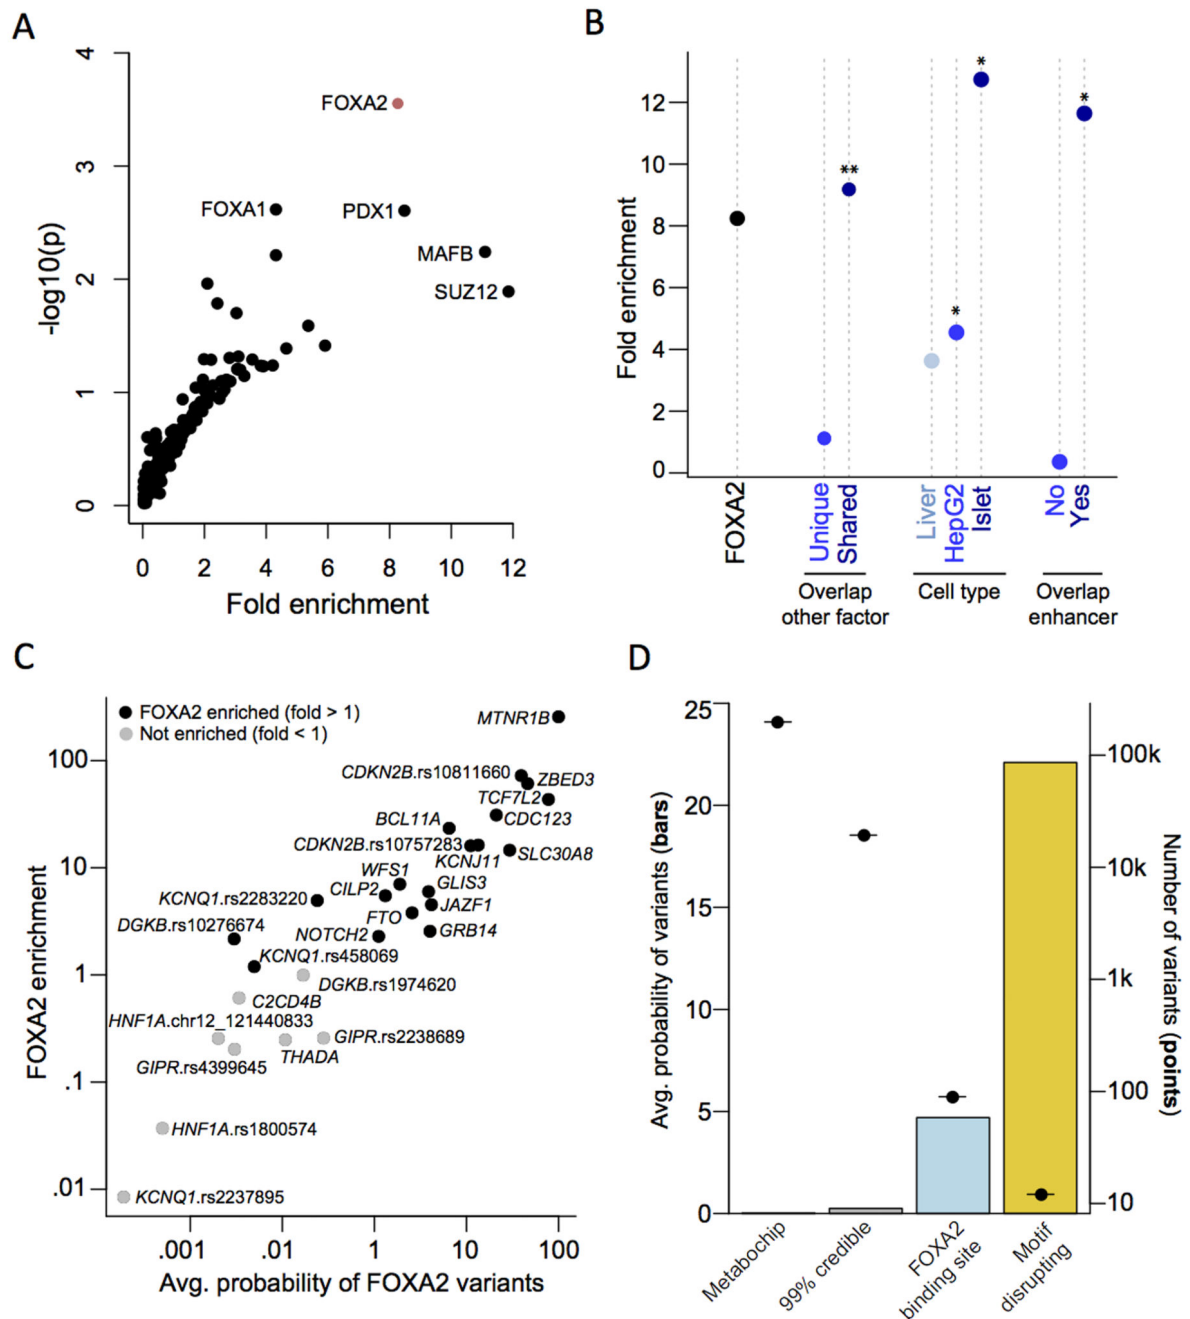 A
4
3
2
1
0
-log10(p)
FOXA2
FOXA1
PDX1
MAFB
SUZ12
0 2 4 6 8 10 12
Fold enrichment
B
12
10
8
6
4
2
0
Fold enrichment
*
*
**
*
FOXA2
Unique
Shared
Liver
HepG2
Islet
No
Yes
Overlap
other factor
Cell type
Overlap
enhancer
C
FOXA2 enriched (fold > 1)
Not enriched (fold < 1)
100
10
1
.1
.01
FOXA2 enrichment
MTNR1B
CDKN2B.rs10811660
ZBED3
TCF7L2
BCL11A
CDC123
CDKN2B.rs10757283
KCNJ11
SLC30A8
WFS1
CILP2
GLIS3
KCNQ1.rs2283220
JAZF1
FTO
DGKB.rs10276674
NOTCH2
GRB14
KCNQ1.rs458069
DGKB.rs1974620
C2CD4B
HNF1A.chr12_121440833
GIPR.rs2238689
THADA
GIPR.rs4399645
HNF1A.rs1800574
KCNQ1.rs2237895
.001 .01 1 10 100
Avg. probability of FOXA2 variants
D
25
20
15
10
5
0
Avg. probability of variants (bars)
100k
10k
1k
100
10
Number of variants (points)
Metabochip
99% credible
FOXA2
binding site
Motif
disrupting